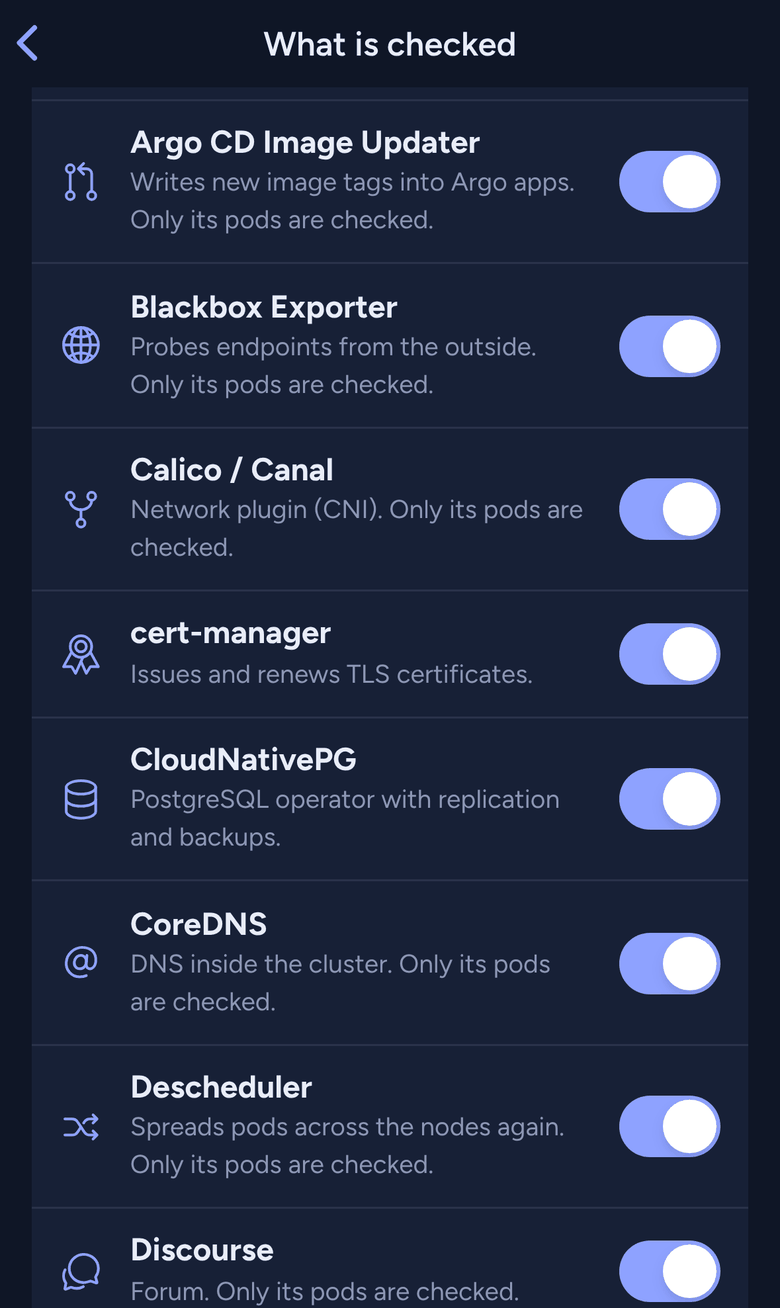 What is checked
Argo CD Image Updater
Writes new image tags into Argo apps.
Only its pods are checked.
Blackbox Exporter
Probes endpoints from the outside.
Only its pods are checked.
Calico / Canal
Network plugin (CNI). Only its pods are
checked.
cert-manager
Issues and renews TLS certificates.
CloudNativePG
PostgreSQL operator with replication
and backups.
CoreDNS
DNS inside the cluster. Only its pods
are checked.
Descheduler
Spreads pods across the nodes again.
Only its pods are checked.
Discourse
Forum. Only its pods are checked.